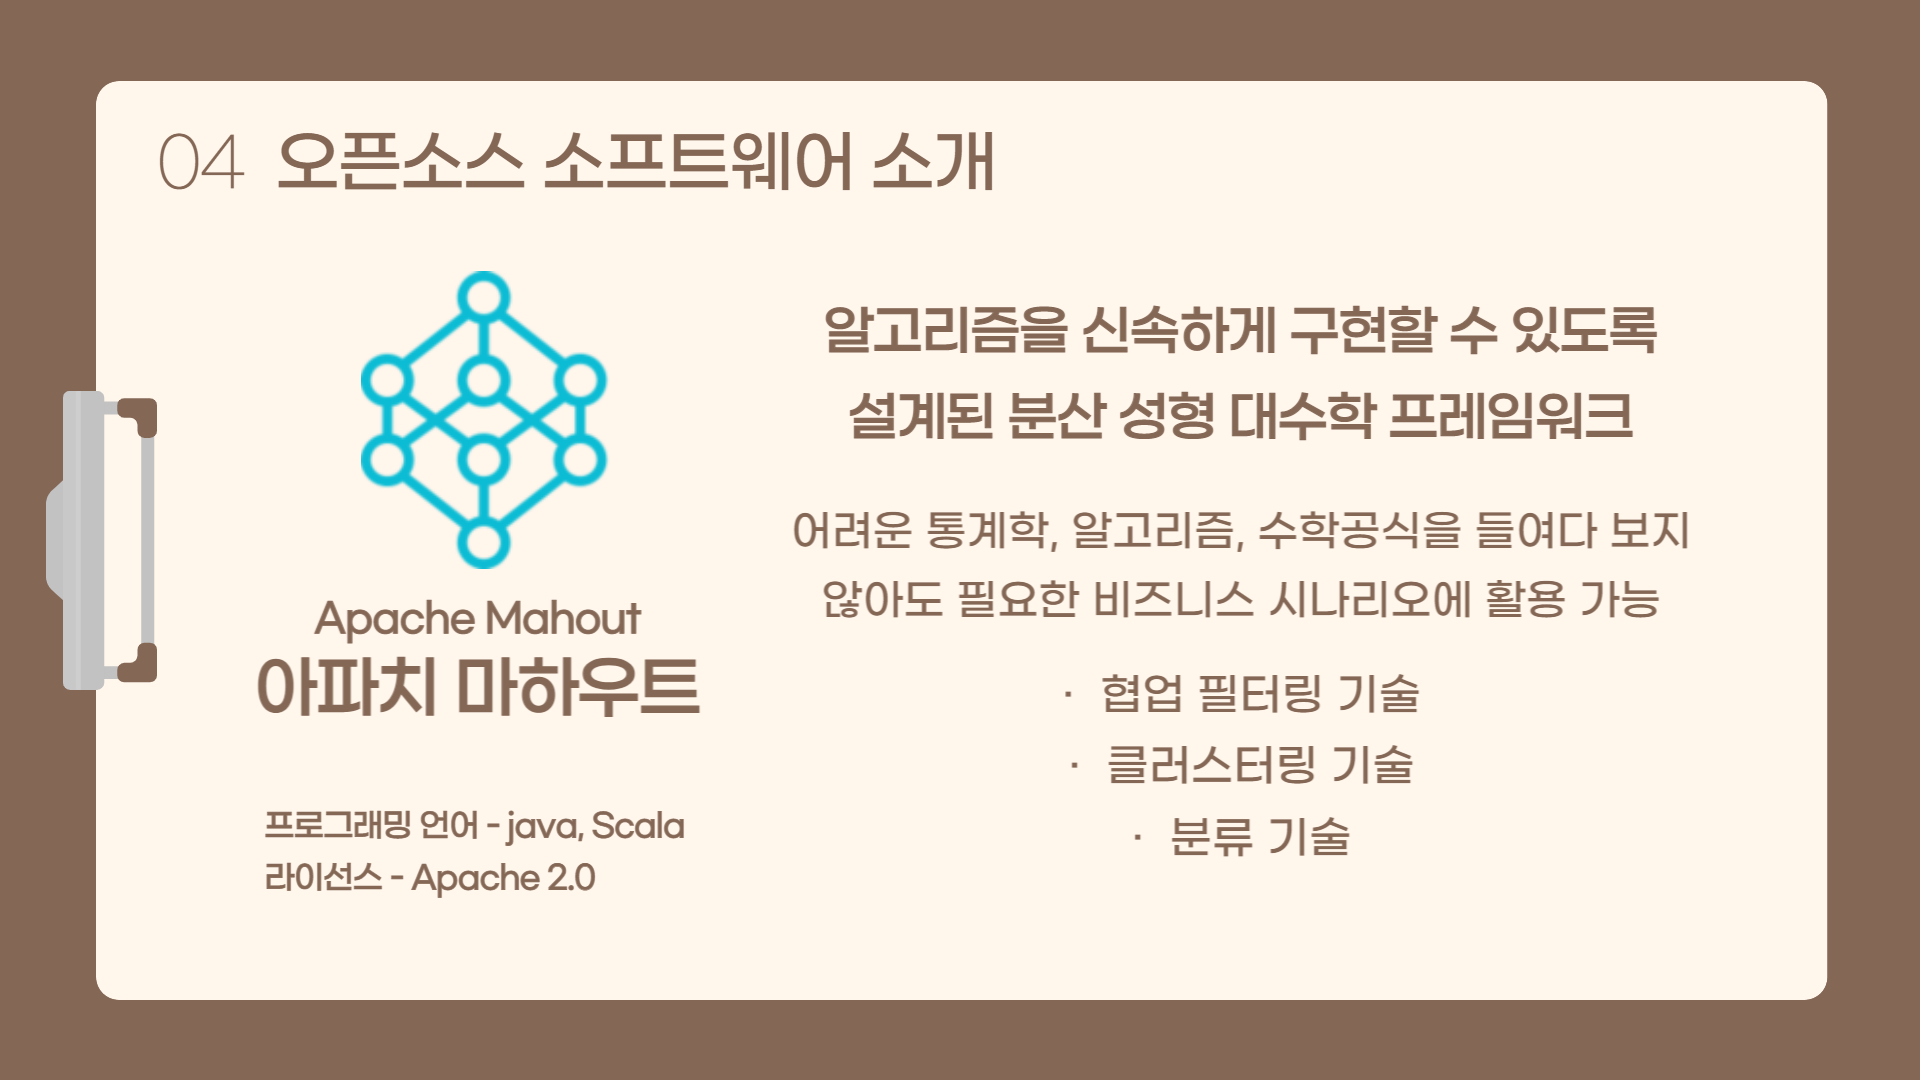 04 오픈소스 소프트웨어 소개
Apache Mahout
아파치 마하우트
프로그래밍 언어 - java, Scala
라이선스 - Apache 2.0
알고리즘을 신속하게 구현할 수 있도록
설계된 분산 성형 대수학 프레임워크
어려운 통계학, 알고리즘, 수학공식을 들여다 보지
않아도 필요한 비즈니스 시나리오에 활용 가능
· 협업 필터링 기술
· 클러스터링 기술
· 분류 기술